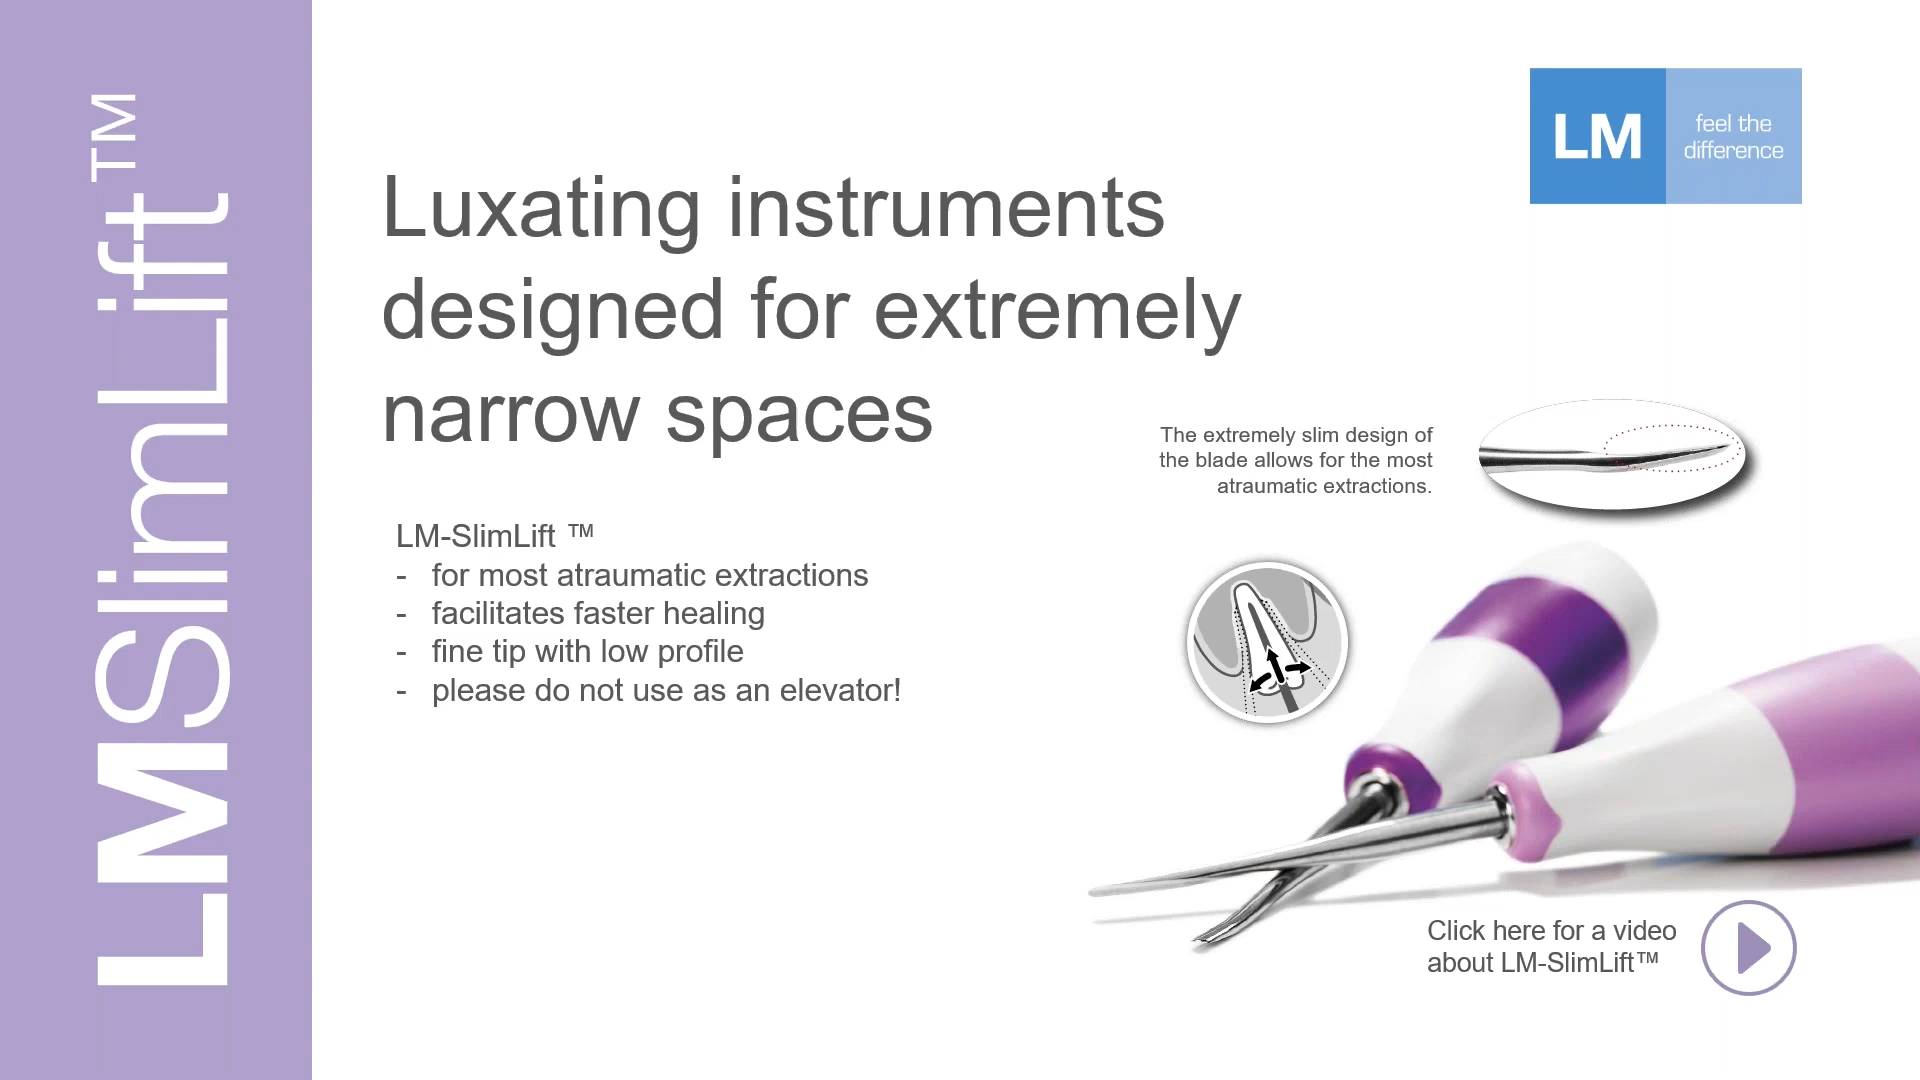 LMSlimLift™
LM
feel the
difference
Luxating instruments
designed for extremely
narrow spaces
The extremely slim design of
the blade allows for the most
atraumatic extractions.
LM-SlimLift ™
- for most atraumatic extractions
- facilitates faster healing
- fine tip with low profile
- please do not use as an elevator!
Click here for a video
about LM-SlimLift™